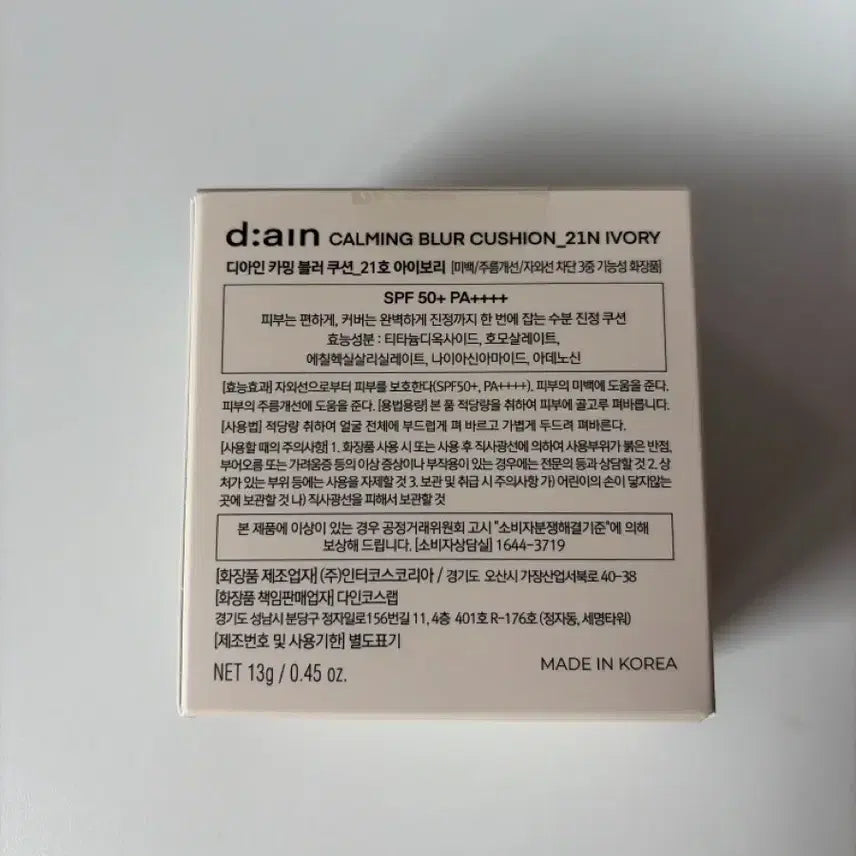 d:ain CALMING BLUR CUSHION_21N IVORY
디아인 카밍 블러 쿠션_21호 아이보리 [미백/주름개선/자외선 차단 3중 기능성 화장품]
SPF 50+ PA++++
피부는 편하게, 커버는 완벽하게 진정까지 한 번에 잡는 수분 진정 쿠션
효능성분 : 티타늄디옥사이드, 호모살레이트,
에칠헥실살리실레이트, 나이아신아마이드, 아데노신
[효능효과] 자외선으로부터 피부를 보호한다(SPF50+, PA++++). 피부의 미백에 도움을 준다.
피부의 주름개선에 도움을 준다. [용법용량] 본 품 적당량을 취하여 피부에 골고루 펴바릅니다.
[사용법] 적당량 취하여 얼굴 전체에 부드럽게 펴 바르고 가볍게 두드려 펴바른다.
[사용할 때의 주의사항] 1. 화장품 사용 시 또는 사용 후 직사광선에 의하여 사용부위가 붉은 반점,
부어오름 또는 가려움증 등의 이상 증상이나 부작용이 있는 경우에는 전문의 등과 상담할 것 2. 상
처가 있는 부위 등에는 사용을 자제할 것 3. 보관 및 취급 시 주의사항 가) 어린이의 손이 닿지않는
곳에 보관할 것 나) 직사광선을 피해서 보관할 것
본 제품에 이상이 있는 경우 공정거래위원회 고시 "소비자분쟁해결기준"에 의해
보상해 드립니다. [소비자상담실] 1644-3719
[화장품 제조업자] (주)인터코스코리아 / 경기도 오산시 가장산업서북로 40-38
[화장품 책임판매업자] 다인코스랩
경기도 성남시 분당구 정자일로156번길 11, 4층 401호 R-176호 (정자동, 세명타워)
[제조번호 및 사용기한] 별도표기
NET 13g / 0.45 oz.
MADE IN KOREA